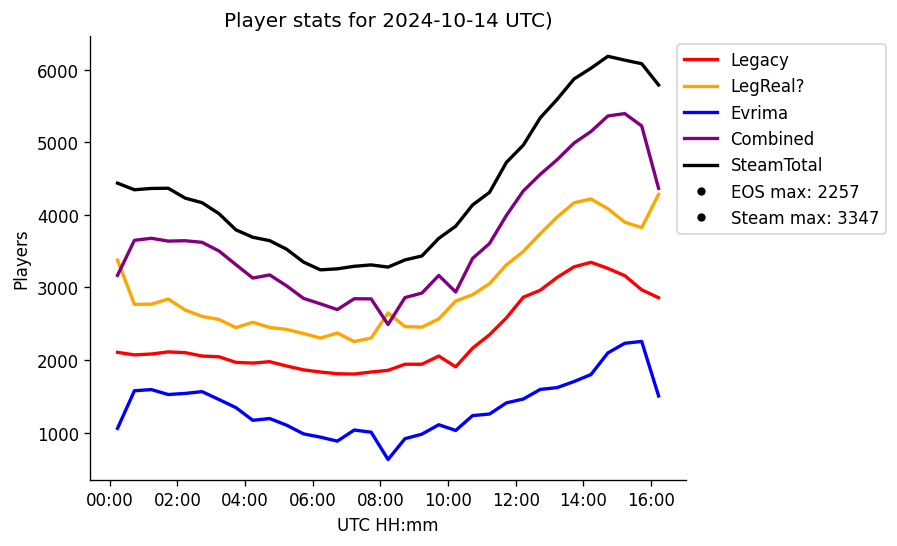 Player stats for 2024-10-14 UTC)
Players
6000
5000
4000
3000
2000
1000
00:00 02:00 04:00 06:00 08:00 10:00 12:00 14:00 16:00
UTC HH:mm
Legacy
LegReal?
Evrima
Combined
SteamTotal
EOS max: 2257
Steam max: 3347